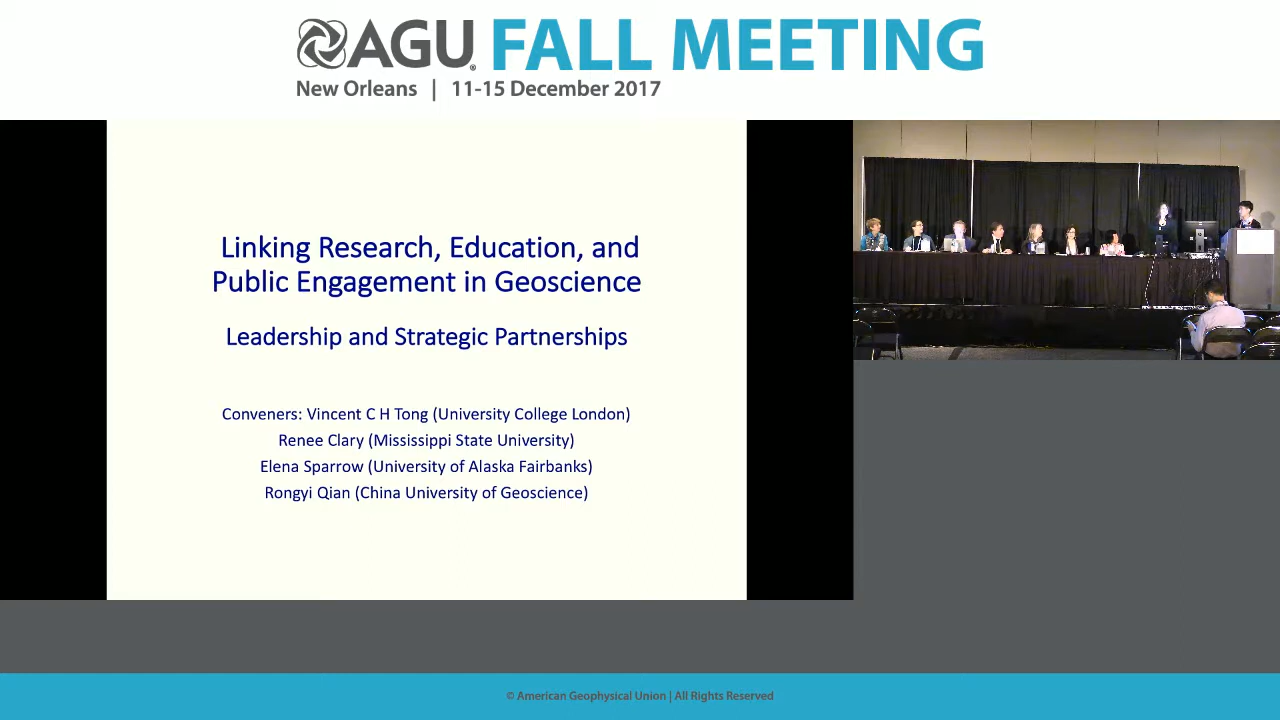 AGU FALL MEETING
New Orleans | 11-15 December 2017
Linking Research, Education, and
Public Engagement in Geoscience
Leadership and Strategic Partnerships
Conveners: Vincent C H Tong (University College London)
Renee Clary (Mississippi State University)
Elena Sparrow (University of Alaska Fairbanks)
Rongyi Qian (China University of Geoscience)
© American Geophysical Union | All Rights Reserved